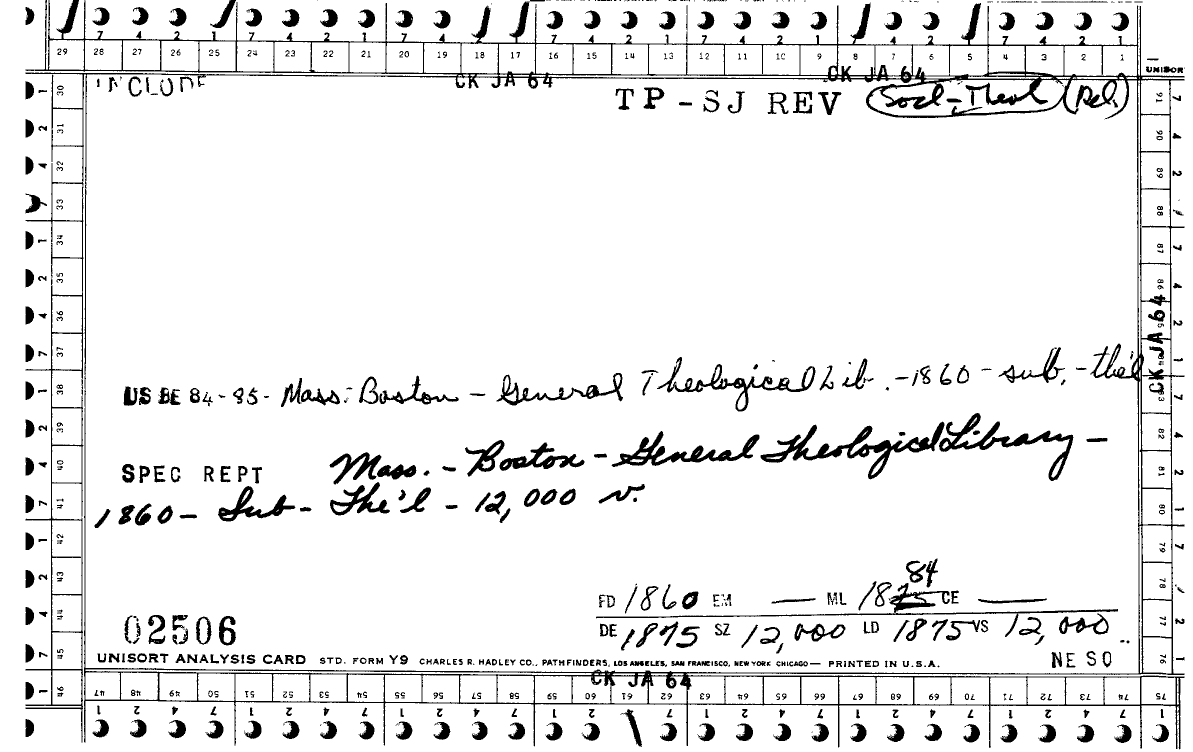 7 4 2 1 7 4 2 1 7 4 2 1 7 4 2 1 7 4 2 1 7 4 2 1
29 28 27 26 25 24 23 22 21 20 19 18 17 16 15 14 13 12 11 10 9 8 7 6 5 4 3 2 1
CK JA 64 CK JA 64 UNISORT
INCLUDE
TP-SJ REV Socl-Theol (Rel.)
US BE 84-85- Mass. Boston - General Theological Lib. -1860- sub. - the'l
SPEC REPT Mass. - Boston - General Theological Library -
1860 - Sub - The'l - 12,000 v.
84
FD 1860 EM — ML 1875 CE —
DE 1875 SZ 12,000 LD 1875 VS 12,000
02506
NE SO
UNISORT ANALYSIS CARD STD. FORM Y9 CHARLES R. HADLEY CO., PATHFINDERS, LOS ANGELES, SAN FRANCISCO, NEW YORK CHICAGO — PRINTED IN U.S.A.
CK JA 64
47 48 49 50 51 52 53 54 55 56 57 58 59 60 61 62 63 64 65 66 67 68 69 70 71 72 73 74 75
30 31 32 33 34 35 36 37 38 39 40 41 42 43 44 45 46
91 90 89 88 87 86 85 84 83 82 81 80 79 78 77 76
CK JA 64